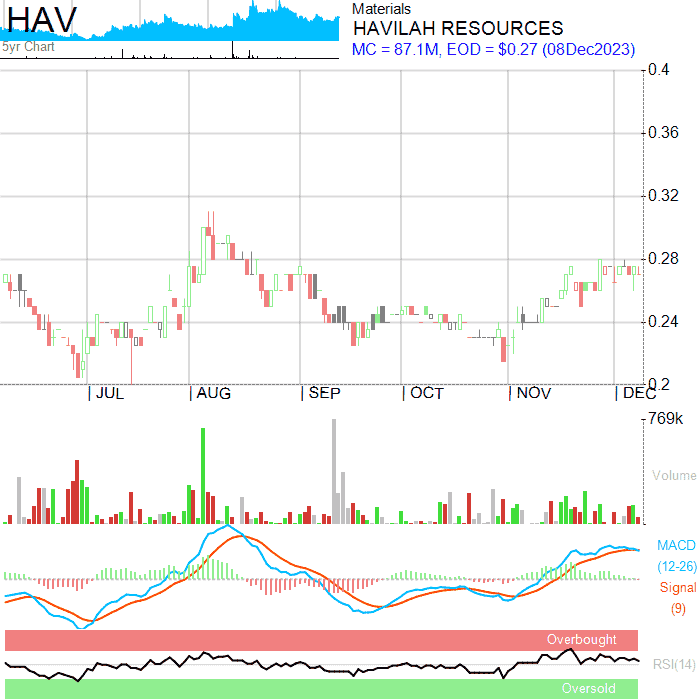 HAV
5yr Chart
Materials
HAVILAH RESOURCES
MC = 87.1M, EOD = $0.27 (08Dec2023)
0.4
0.36
0.32
0.28
0.24
0.2
JUL AUG SEP OCT NOV DEC
769k
Volume
MACD
(12-26)
Signal
(9)
Overbought
RSI(14)
Oversold